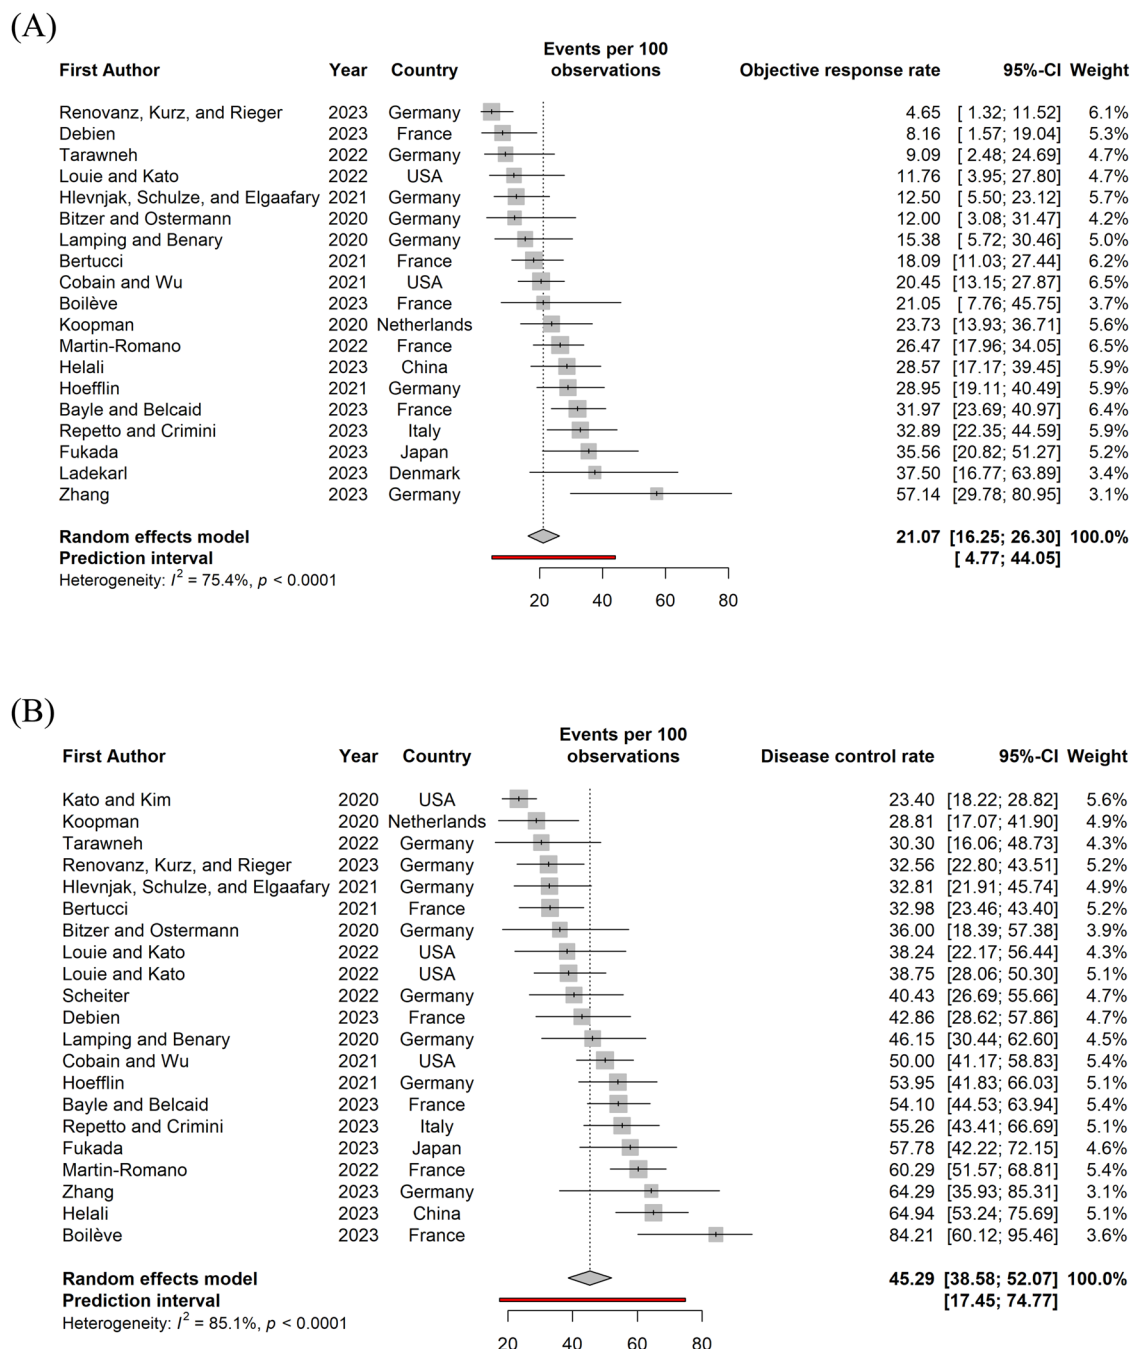 (A)
Events per 100
First Author Year Country observations Objective response rate 95%-CI Weight
Renovanz, Kurz, and Rieger 2023 Germany 4.65 [ 1.32; 11.52] 6.1%
Debien 2023 France 8.16 [ 1.57; 19.04] 5.3%
Tarawneh 2022 Germany 9.09 [ 2.48; 24.69] 4.7%
Louie and Kato 2022 USA 11.76 [ 3.95; 27.80] 4.7%
Hlevnjak, Schulze, and Elgaafary 2021 Germany 12.50 [ 5.50; 23.12] 5.7%
Bitzer and Ostermann 2020 Germany 12.00 [ 3.08; 31.47] 4.2%
Lamping and Benary 2020 Germany 15.38 [ 5.72; 30.46] 5.0%
Bertucci 2021 France 18.09 [11.03; 27.44] 6.2%
Cobain and Wu 2021 USA 20.45 [13.15; 27.87] 6.5%
Boilève 2023 France 21.05 [ 7.76; 45.75] 3.7%
Koopman 2020 Netherlands 23.73 [13.93; 36.71] 5.6%
Martin-Romano 2022 France 26.47 [17.96; 34.05] 6.5%
Helali 2023 China 28.57 [17.17; 39.45] 5.9%
Hoefflin 2021 Germany 28.95 [19.11; 40.49] 5.9%
Bayle and Belcaid 2023 France 31.97 [23.69; 40.97] 6.4%
Repetto and Crimini 2023 Italy 32.89 [22.35; 44.59] 5.9%
Fukada 2023 Japan 35.56 [20.82; 51.27] 5.2%
Ladekarl 2023 Denmark 37.50 [16.77; 63.89] 3.4%
Zhang 2023 Germany 57.14 [29.78; 80.95] 3.1%
Random effects model 21.07 [16.25; 26.30] 100.0%
Prediction interval [ 4.77; 44.05]
Heterogeneity: I² = 75.4%, p < 0.0001
20 40 60 80
(B)
Events per 100
First Author Year Country observations Disease control rate 95%-CI Weight
Kato and Kim 2020 USA 23.40 [18.22; 28.82] 5.6%
Koopman 2020 Netherlands 28.81 [17.07; 41.90] 4.9%
Tarawneh 2022 Germany 30.30 [16.06; 48.73] 4.3%
Renovanz, Kurz, and Rieger 2023 Germany 32.56 [22.80; 43.51] 5.2%
Hlevnjak, Schulze, and Elgaafary 2021 Germany 32.81 [21.91; 45.74] 4.9%
Bertucci 2021 France 32.98 [23.46; 43.40] 5.2%
Bitzer and Ostermann 2020 Germany 36.00 [18.39; 57.38] 3.9%
Louie and Kato 2022 USA 38.24 [22.17; 56.44] 4.3%
Louie and Kato 2022 USA 38.75 [28.06; 50.30] 5.1%
Scheiter 2022 Germany 40.43 [26.69; 55.66] 4.7%
Debien 2023 France 42.86 [28.62; 57.86] 4.7%
Lamping and Benary 2020 Germany 46.15 [30.44; 62.60] 4.5%
Cobain and Wu 2021 USA 50.00 [41.17; 58.83] 5.4%
Hoefflin 2021 Germany 53.95 [41.83; 66.03] 5.1%
Bayle and Belcaid 2023 France 54.10 [44.53; 63.94] 5.4%
Repetto and Crimini 2023 Italy 55.26 [43.41; 66.69] 5.1%
Fukada 2023 Japan 57.78 [42.22; 72.15] 4.6%
Martin-Romano 2022 France 60.29 [51.57; 68.81] 5.4%
Zhang 2023 Germany 64.29 [35.93; 85.31] 3.1%
Helali 2023 China 64.94 [53.24; 75.69] 5.1%
Boilève 2023 France 84.21 [60.12; 95.46] 3.6%
Random effects model 45.29 [38.58; 52.07] 100.0%
Prediction interval [17.45; 74.77]
Heterogeneity: I² = 85.1%, p < 0.0001
20 40 60 80